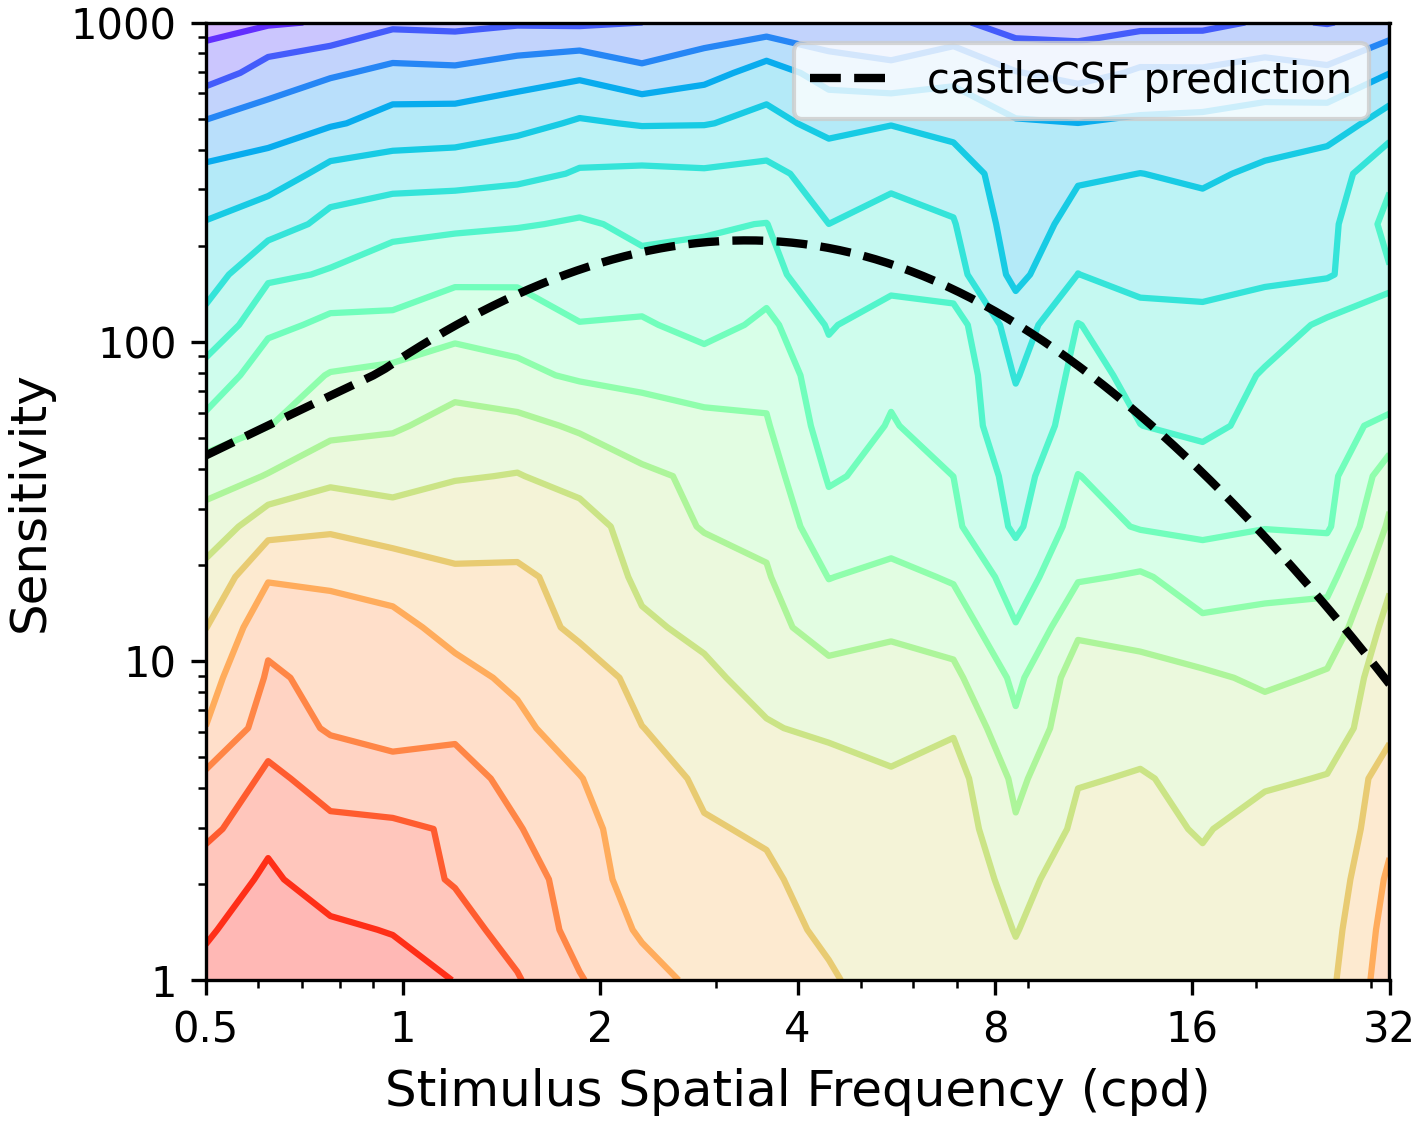 1000
100
10
1
Sensitivity
castleCSF prediction
0.5 1 2 4 8 16 32
Stimulus Spatial Frequency (cpd)